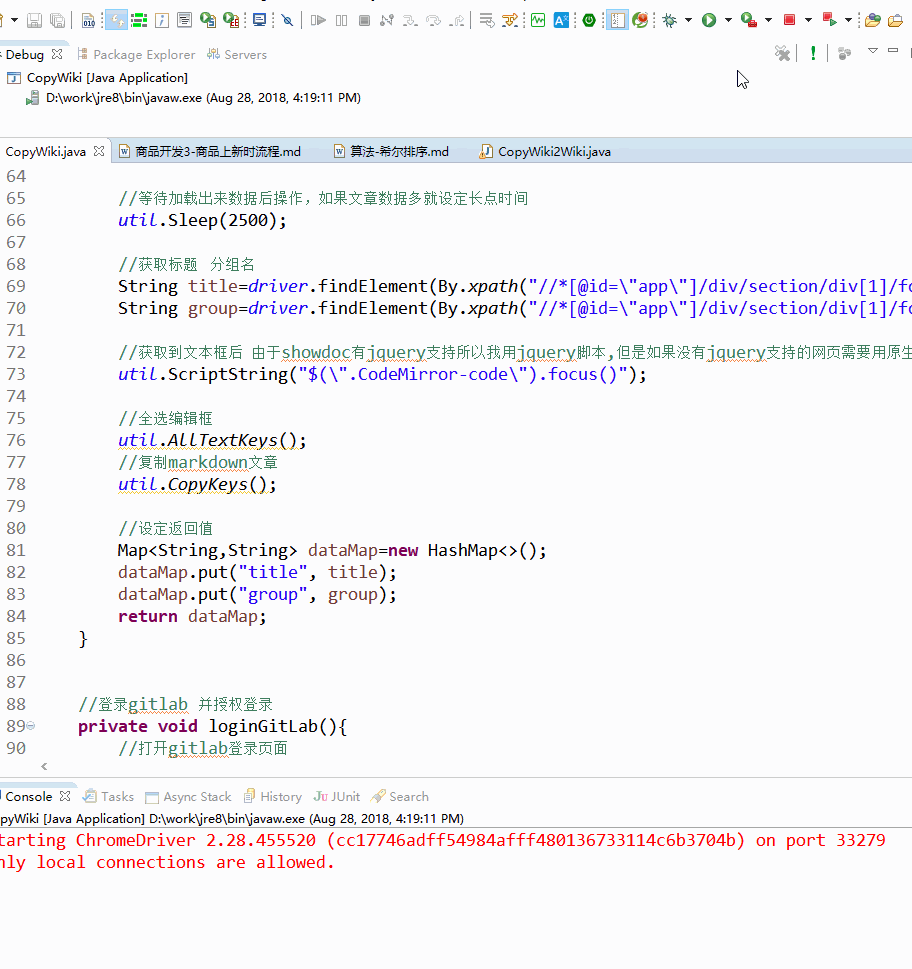 Debug Package Explorer Servers
CopyWiki [Java Application]
D:\work\jre8\bin\javaw.exe (Aug 28, 2018, 4:19:11 PM)
CopyWiki.java 商品开发3-商品上新时流程.md 算法-希尔排序.md CopyWiki2Wiki.java
64
65 //等待加载出来数据后操作，如果文章数据多就设定长点时间
66 util.Sleep(2500);
67
68 //获取标题 分组名
69 String title=driver.findElement(By.xpath("//*[@id=\"app\"]/div/section/div[1]/fo
70 String group=driver.findElement(By.xpath("//*[@id=\"app\"]/div/section/div[1]/fo
71
72 //获取到文本框后 由于showdoc有jquery支持所以我用jquery脚本,但是如果没有jquery支持的网页需要用原生
73 util.ScriptString("$(\".CodeMirror-code\").focus()");
74
75 //全选编辑框
76 util.AllTextKeys();
77 //复制markdown文章
78 util.CopyKeys();
79
80 //设定返回值
81 Map<String,String> dataMap=new HashMap<>();
82 dataMap.put("title", title);
83 dataMap.put("group", group);
84 return dataMap;
85 }
86
87
88 //登录gitlab 并授权登录
89 private void loginGitLab(){
90 //打开gitlab登录页面
Console Tasks Async Stack History JUnit Search
pyWiki [Java Application] D:\work\jre8\bin\javaw.exe (Aug 28, 2018, 4:19:11 PM)
tarting ChromeDriver 2.28.455520 (cc17746adff54984afff480136733114c6b3704b) on port 33279
nly local connections are allowed.